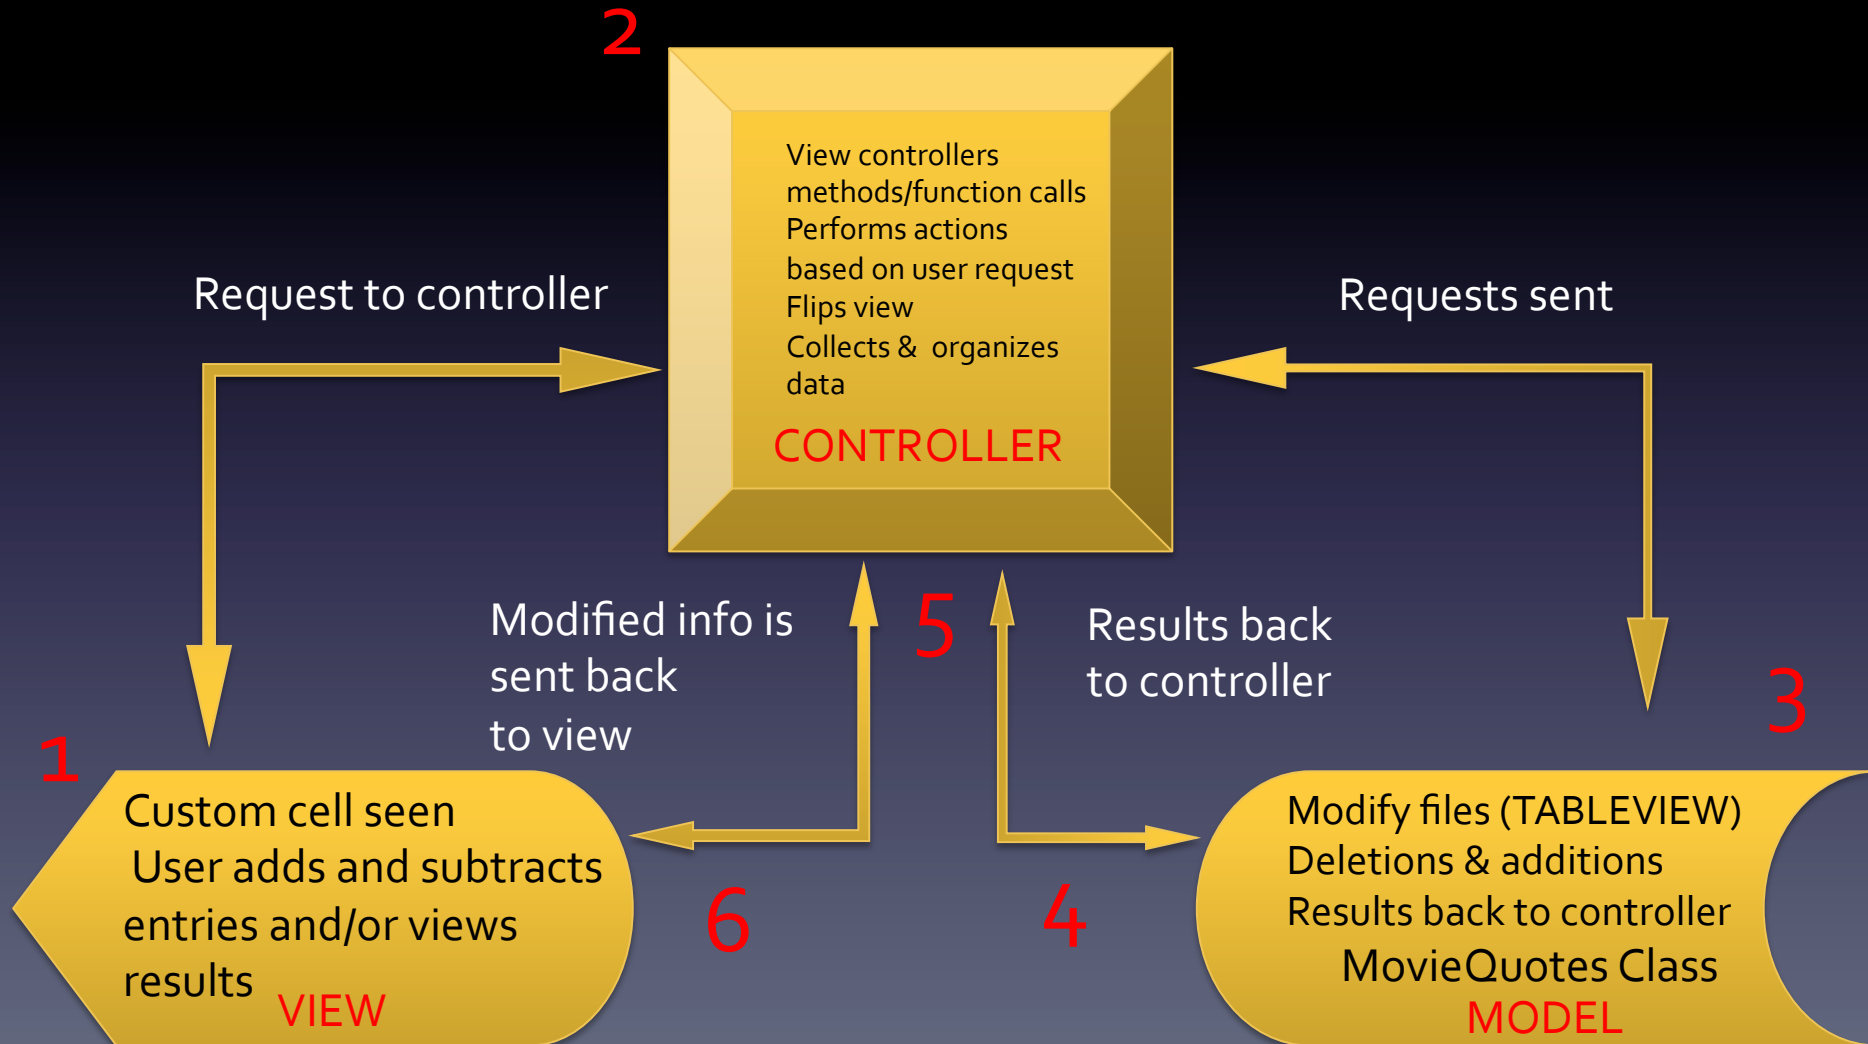 2
View controllers
methods/function calls
Performs actions
based on user request
Flips view
Collects & organizes
data
CONTROLLER
Request to controller
Requests sent
Modified info is
sent back
to view
5
Results back
to controller
3
1
Custom cell seen
User adds and subtracts
entries and/or views
results
VIEW
6
4
Modify files (TABLEVIEW)
Deletions & additions
Results back to controller
MovieQuotes Class
MODEL